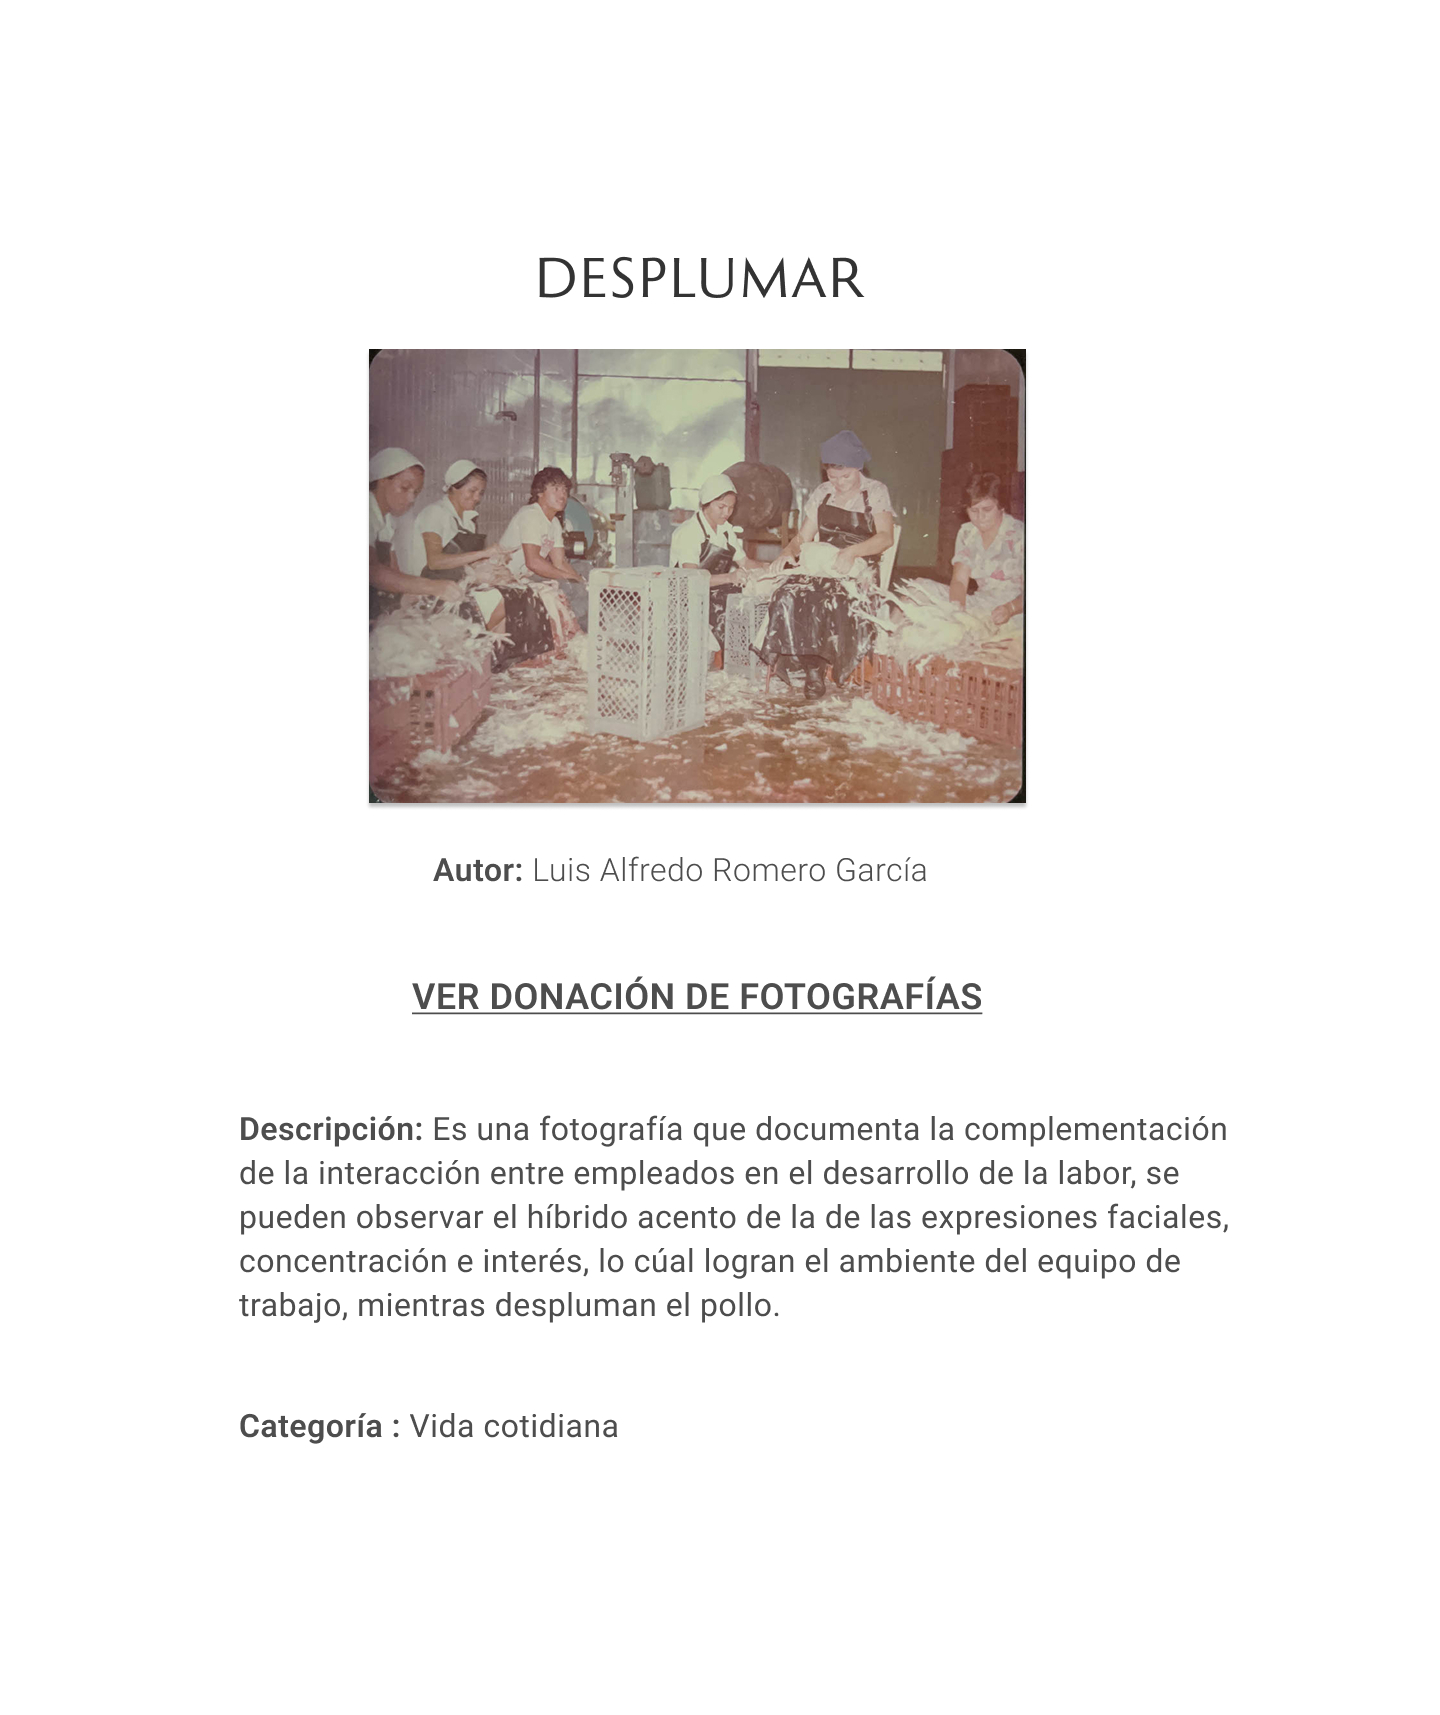 DESPLUMAR
Autor: Luis Alfredo Romero García
VER DONACIÓN DE FOTOGRAFÍAS
Descripción: Es una fotografía que documenta la complementación
de la interacción entre empleados en el desarrollo de la labor, se
pueden observar el híbrido acento de la de las expresiones faciales,
concentración e interés, lo cúal logran el ambiente del equipo de
trabajo, mientras despluman el pollo.
Categoría : Vida cotidiana